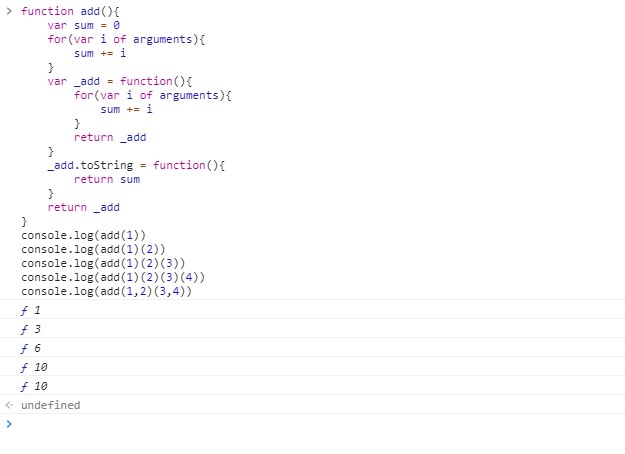 > function add(){
    var sum = 0
    for(var i of arguments){
        sum += i
    }
    var _add = function(){
        for(var i of arguments){
            sum += i
        }
        return _add
    }
    _add.toString = function(){
        return sum
    }
    return _add
}
console.log(add(1))
console.log(add(1)(2))
console.log(add(1)(2)(3))
console.log(add(1)(2)(3)(4))
console.log(add(1,2)(3,4))
ƒ 1
ƒ 3
ƒ 6
ƒ 10
ƒ 10
<· undefined
>